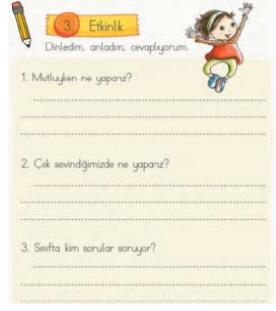 3. Etkinlik
Dinledim, anladım, cevaplıyorum.
1. Mutluyken ne yaparız?
2. Çok sevindiğimizde ne yaparız?
3. Sınıfta kim sorular soruyor?